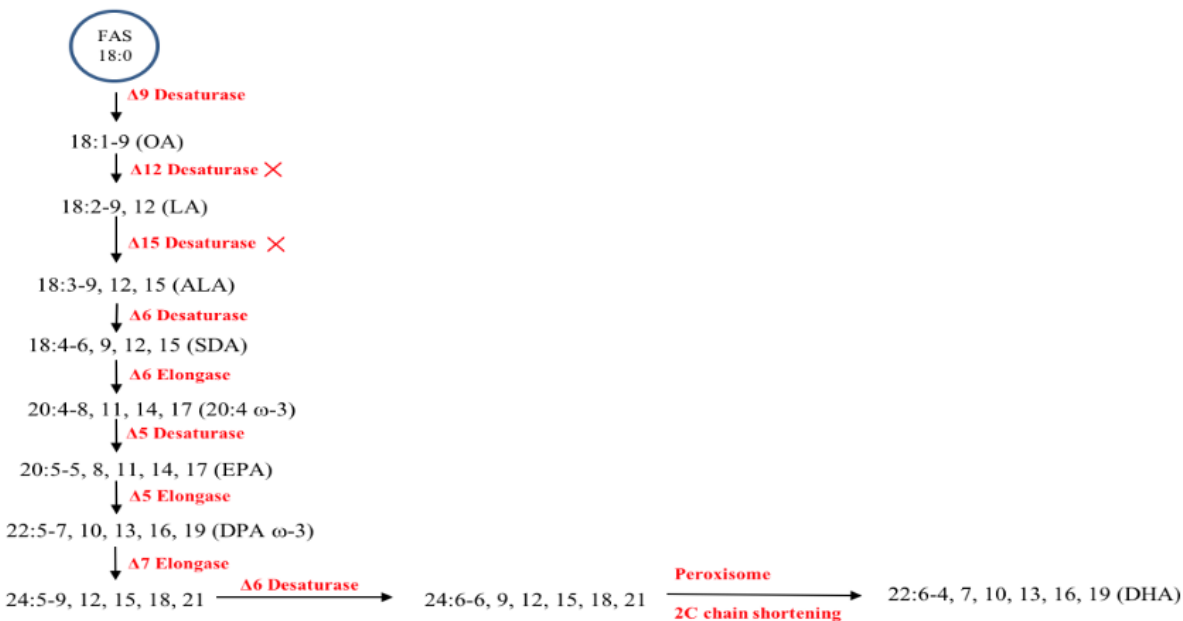 FAS
18:0
Δ9 Desaturase
18:1-9 (OA)
Δ12 Desaturase
18:2-9, 12 (LA)
Δ15 Desaturase
18:3-9, 12, 15 (ALA)
Δ6 Desaturase
18:4-6, 9, 12, 15 (SDA)
Δ6 Elongase
20:4-8, 11, 14, 17 (20:4 ω-3)
Δ5 Desaturase
20:5-5, 8, 11, 14, 17 (EPA)
Δ5 Elongase
22:5-7, 10, 13, 16, 19 (DPA ω-3)
Δ7 Elongase
24:5-9, 12, 15, 18, 21
Δ6 Desaturase
24:6-6, 9, 12, 15, 18, 21
Peroxisome
2C chain shortening
22:6-4, 7, 10, 13, 16, 19 (DHA)